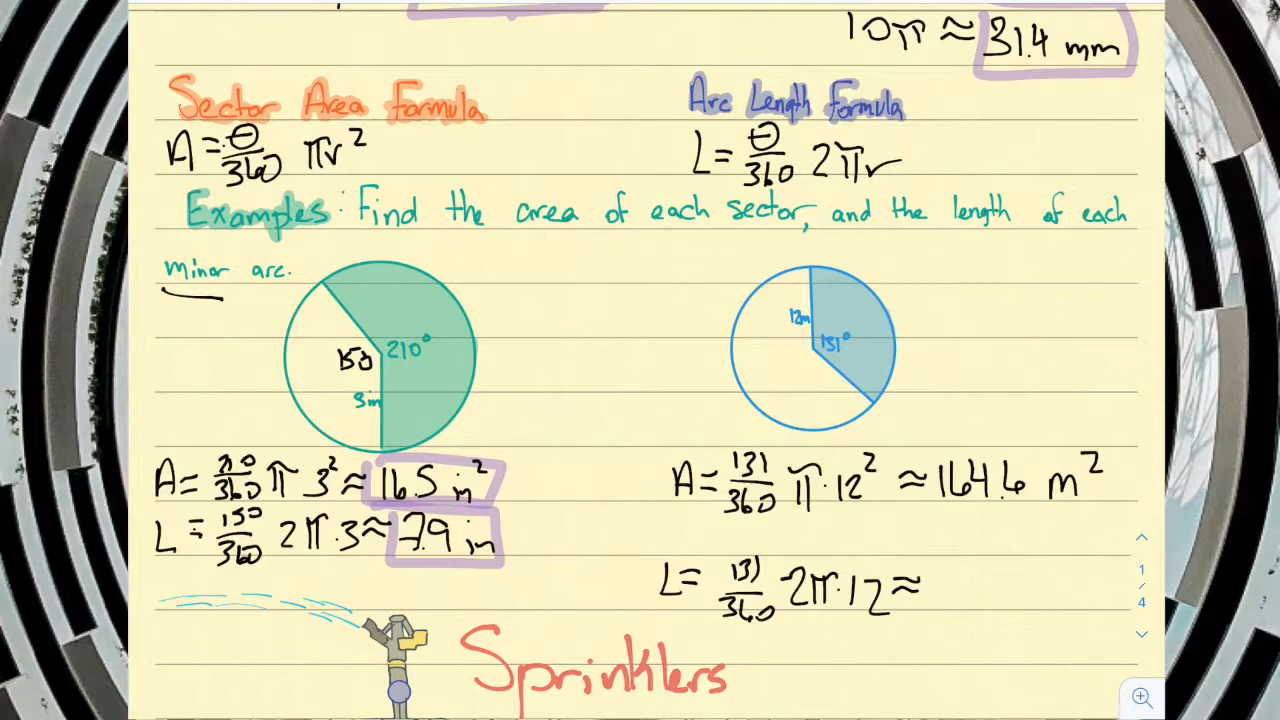 10π ≈ 31.4 mm
Sector Area Formula
Arc Length Formula
A = θ/360 πr²
L = θ/360 2πr
Examples: Find the area of each sector, and the length of each
minor arc.
210°
150
3in
12m
131°
A = 210/360 π 3² ≈ 16.5 in²
L = 150/360 2π·3 ≈ 7.9 in
A = 131/360 π·12² ≈ 164.6 m²
L = 131/360 2π·12 ≈
Sprinklers
1
/
4